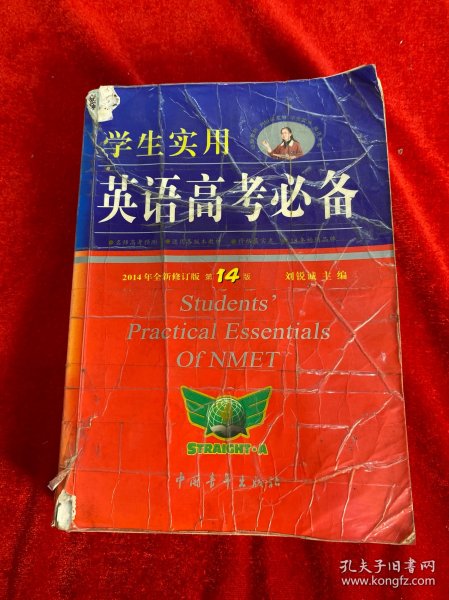 学生实用
英语高考必备
2014年全新修订版 第14版 刘锐诚 主编
Students'
Practical Essentials
Of NMET
STRAIGHT·A
中国青年出版社
孔夫子旧书网
www.kongfz.com